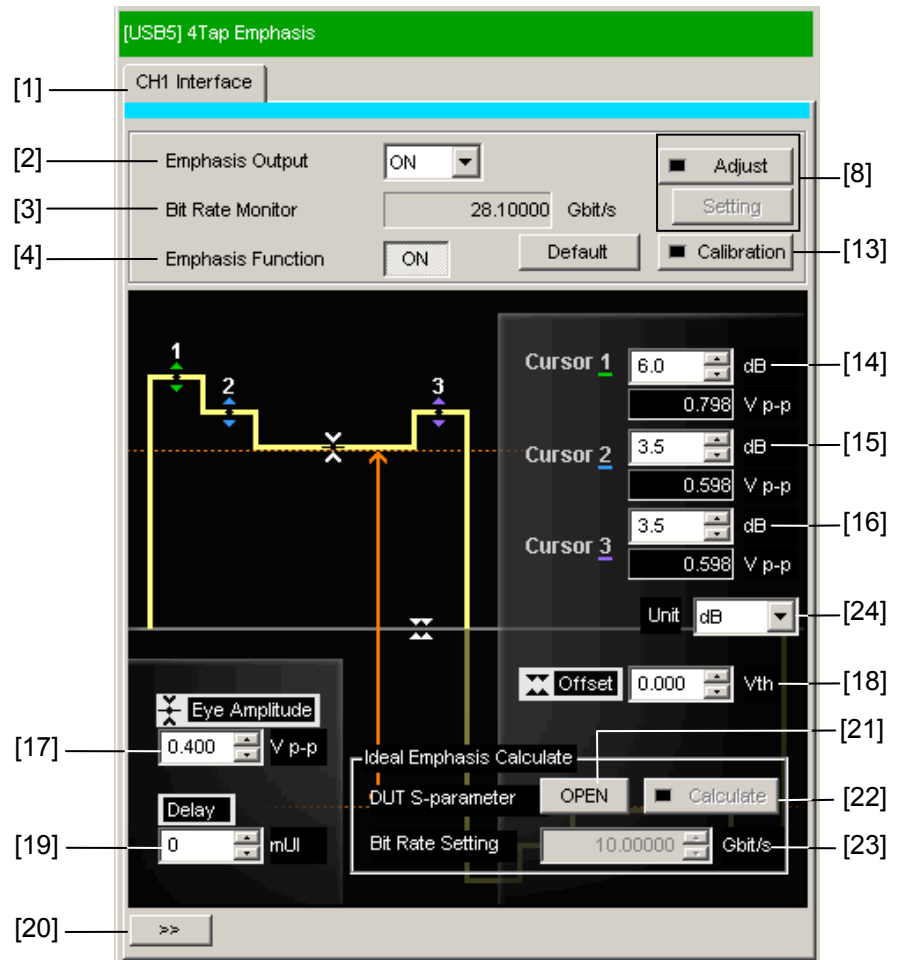 [USB5] 4Tap Emphasis
[1] CH1 Interface
[2] Emphasis Output ON Adjust [8]
[3] Bit Rate Monitor 28.10000 Gbit/s Setting
[4] Emphasis Function ON Default Calibration [13]
1 2 3
Cursor 1 6.0 dB [14]
0.798 V p-p
Cursor 2 3.5 dB [15]
0.598 V p-p
Cursor 3 3.5 dB [16]
0.598 V p-p
Unit dB [24]
Offset 0.000 Vth [18]
Eye Amplitude
[17] 0.400 V p-p
Delay
[19] 0 mUI
Ideal Emphasis Calculate [21]
DUT S-parameter OPEN Calculate [22]
Bit Rate Setting 10.00000 Gbit/s [23]
[20] >>